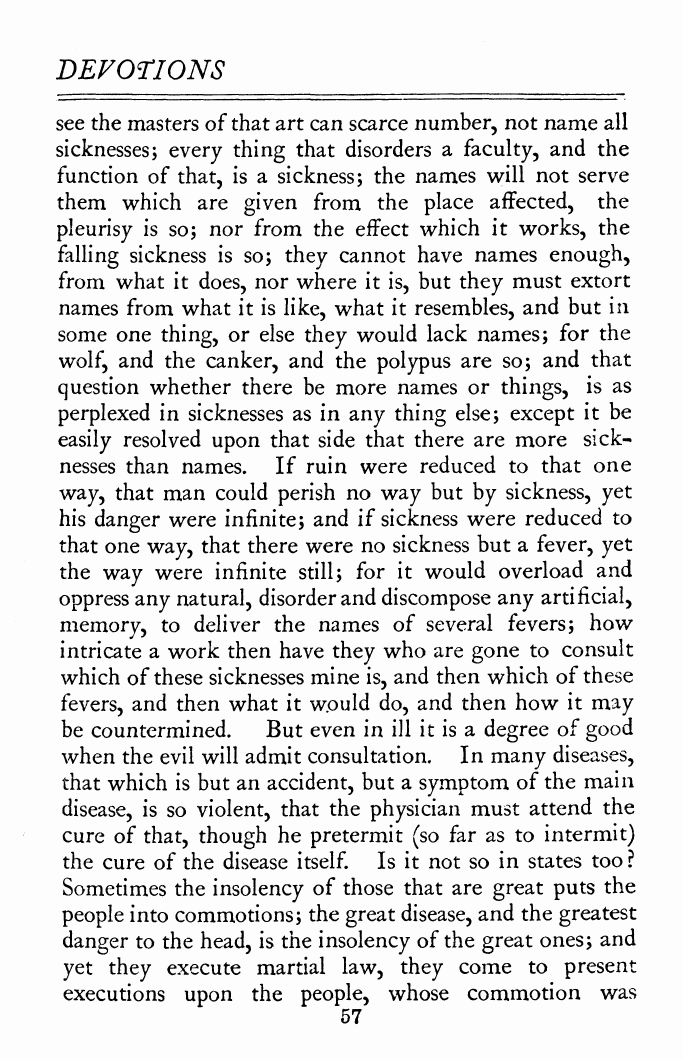 DEVOTIONS
see the masters of that art can scarce number, not name all
sicknesses; every thing that disorders a faculty, and the
function of that, is a sickness; the names will not serve
them which are given from the place affected, the
pleurisy is so; nor from the effect which it works, the
falling sickness is so; they cannot have names enough,
from what it does, nor where it is, but they must extort
names from what it is like, what it resembles, and but in
some one thing, or else they would lack names; for the
wolf, and the canker, and the polypus are so; and that
question whether there be more names or things, is as
perplexed in sicknesses as in any thing else; except it be
easily resolved upon that side that there are more sick-
nesses than names. If ruin were reduced to that one
way, that man could perish no way but by sickness, yet
his danger were infinite; and if sickness were reduced to
that one way, that there were no sickness but a fever, yet
the way were infinite still; for it would overload and
oppress any natural, disorder and discompose any artificial,
memory, to deliver the names of several fevers; how
intricate a work then have they who are gone to consult
which of these sicknesses mine is, and then which of these
fevers, and then what it would do, and then how it may
be countermined. But even in ill it is a degree of good
when the evil will admit consultation. In many diseases,
that which is but an accident, but a symptom of the main
disease, is so violent, that the physician must attend the
cure of that, though he pretermit (so far as to intermit)
the cure of the disease itself. Is it not so in states too?
Sometimes the insolency of those that are great puts the
people into commotions; the great disease, and the greatest
danger to the head, is the insolency of the great ones; and
yet they execute martial law, they come to present
executions upon the people, whose commotion was
57